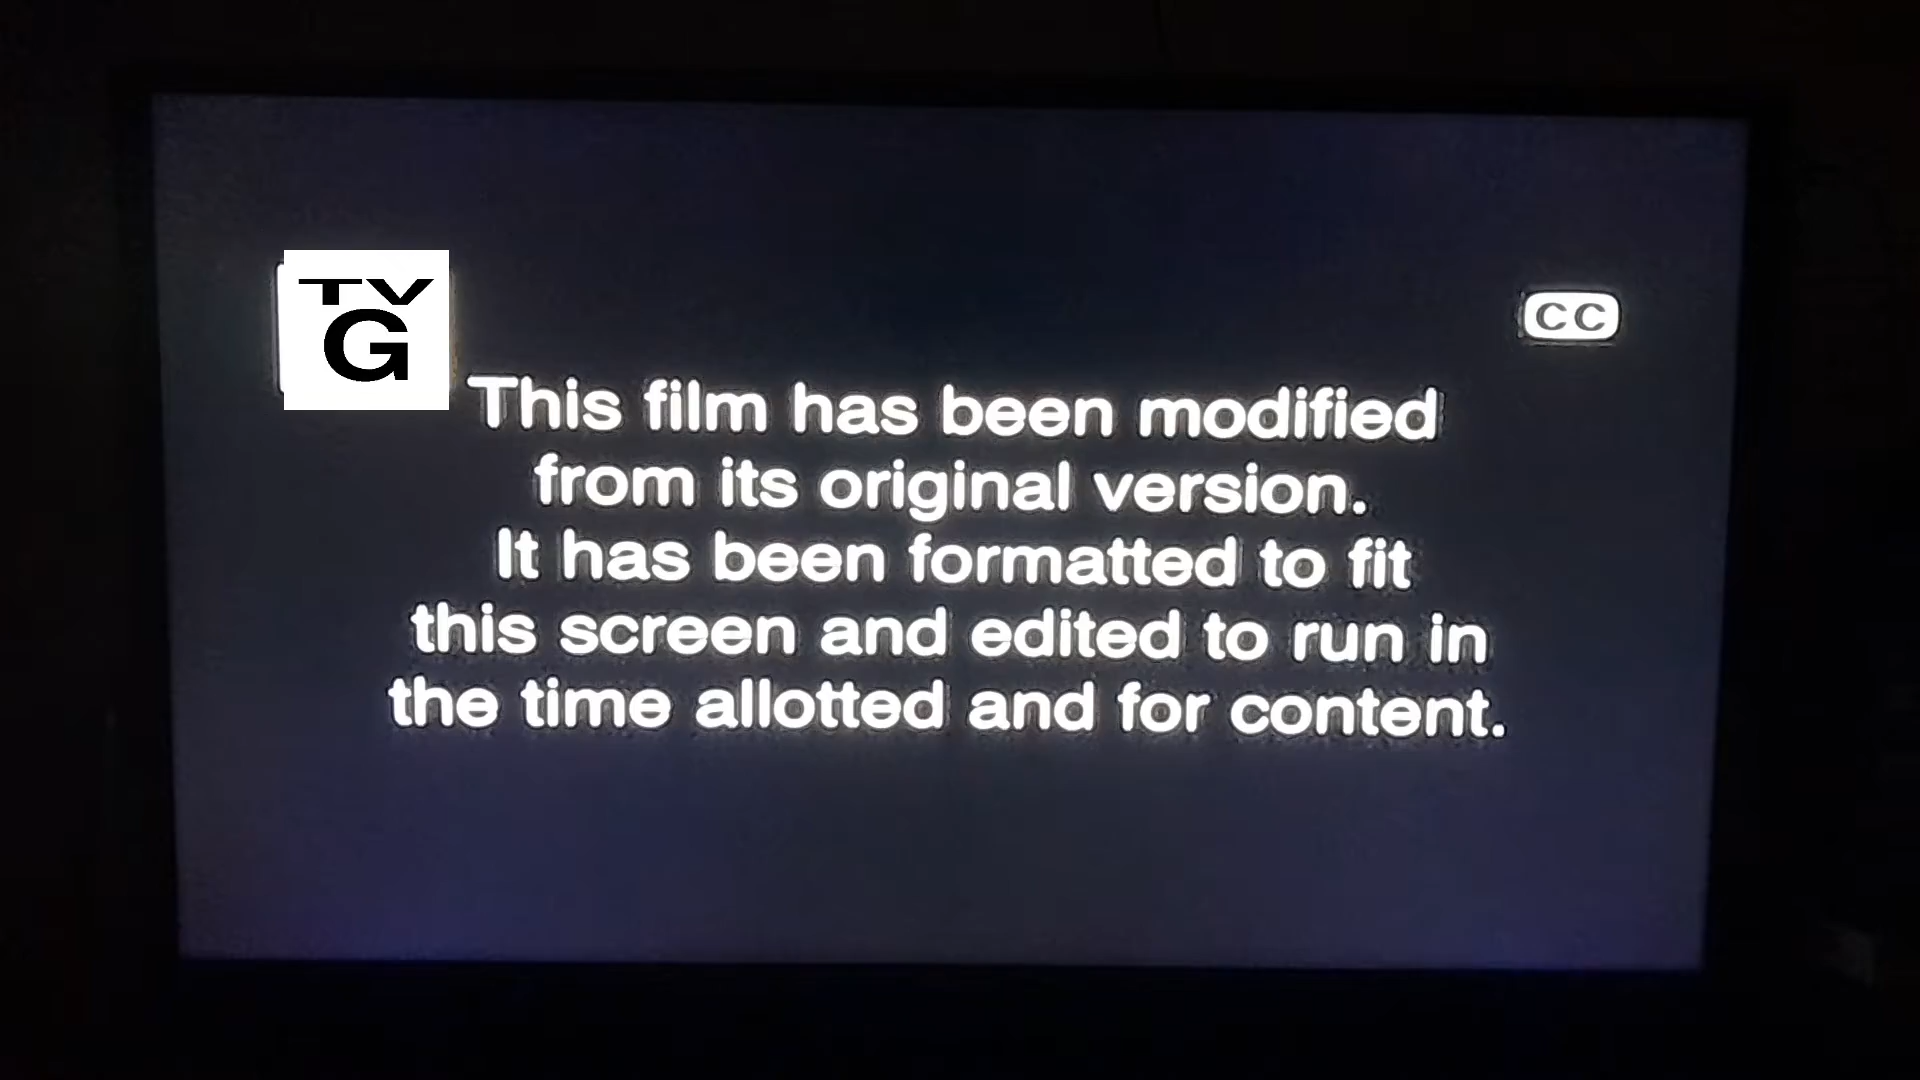 TV
G
CC
This film has been modified
from its original version.
It has been formatted to fit
this screen and edited to run in
the time allotted and for content.